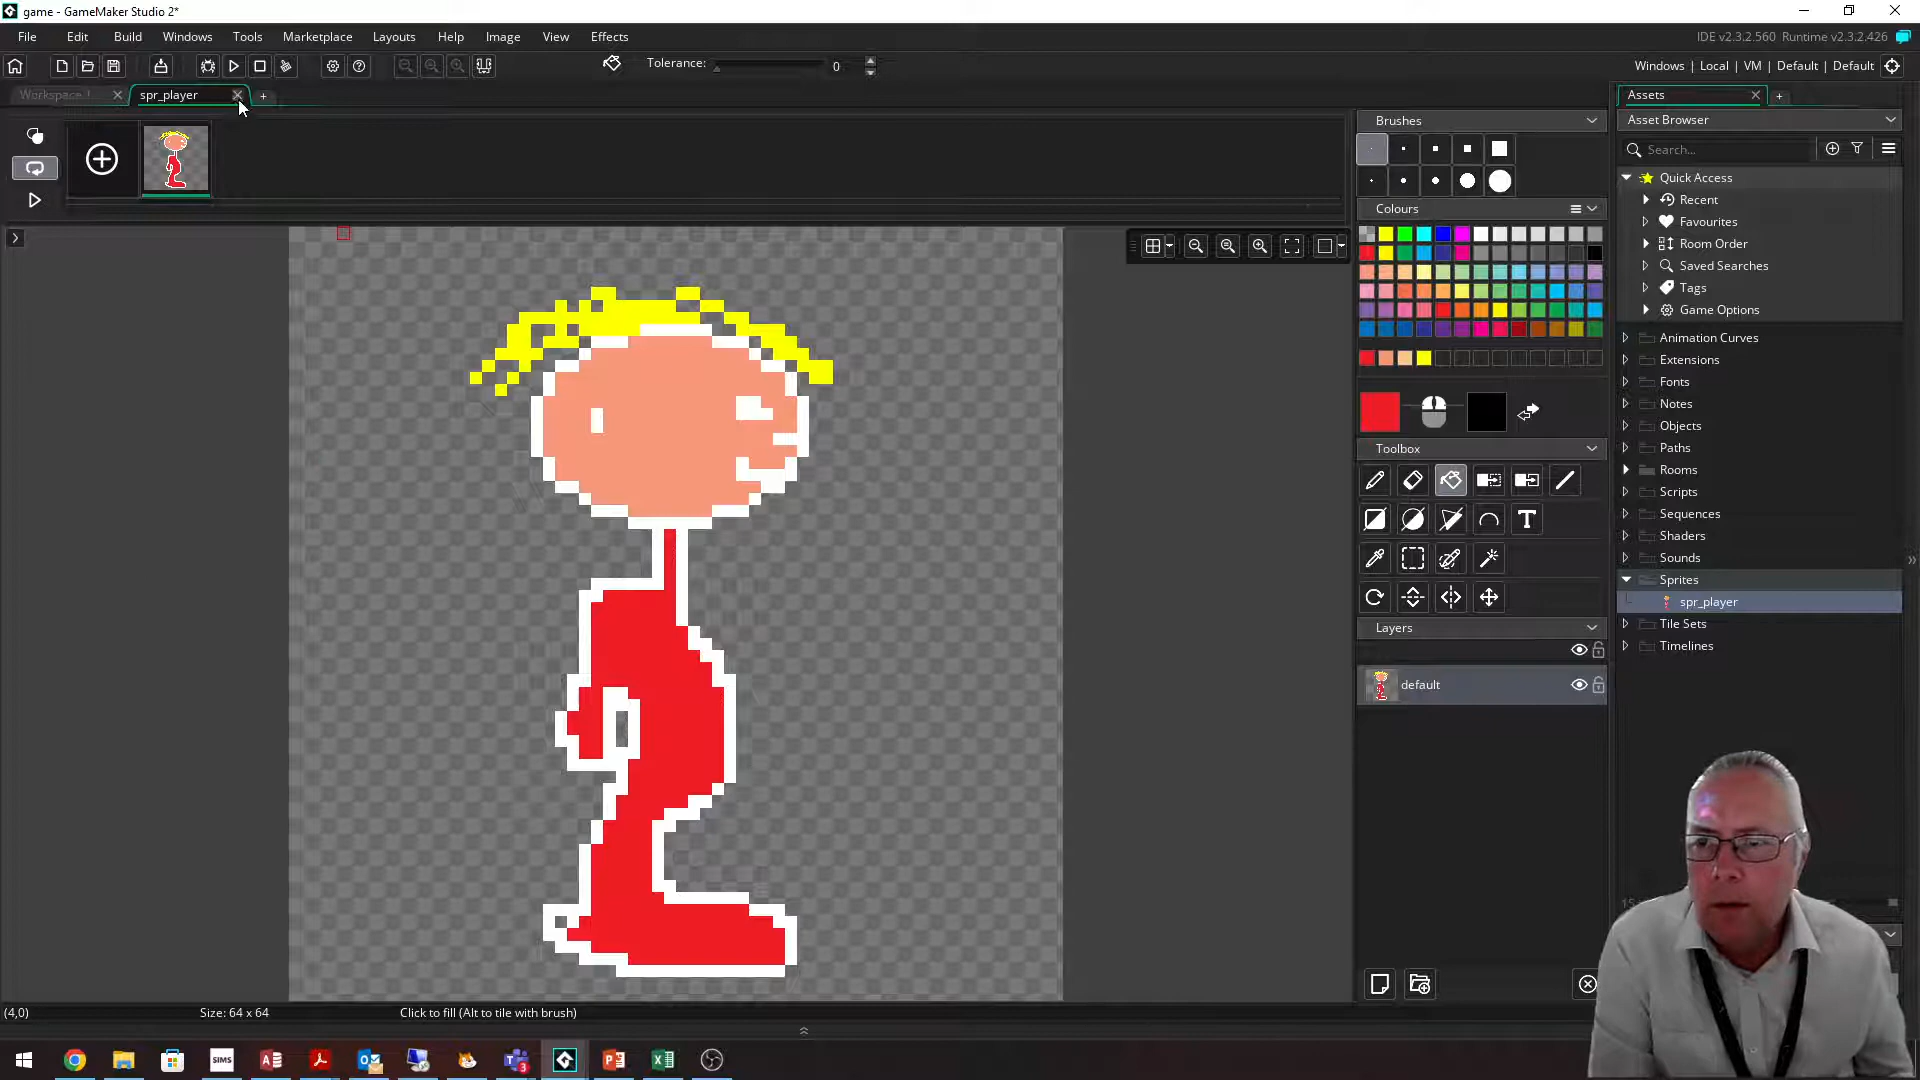 game - GameMaker Studio 2*
File Edit Build Windows Tools Marketplace Layouts Help Image View Effects
IDE v2.3.2.560 Runtime v2.3.2.426
Tolerance: 0
Windows | Local | VM | Default | Default
Workspace 1
spr_player
Assets
Brushes
Asset Browser
Search...
Quick Access
Recent
Favourites
Room Order
Saved Searches
Tags
Game Options
Colours
Animation Curves
Extensions
Fonts
Notes
Objects
Paths
Rooms
Scripts
Sequences
Shaders
Sounds
Sprites
spr_player
Tile Sets
Timelines
Toolbox
T
Layers
default
(4,0)
Size: 64 x 64
Click to fill (Alt to tile with brush)
SIMS